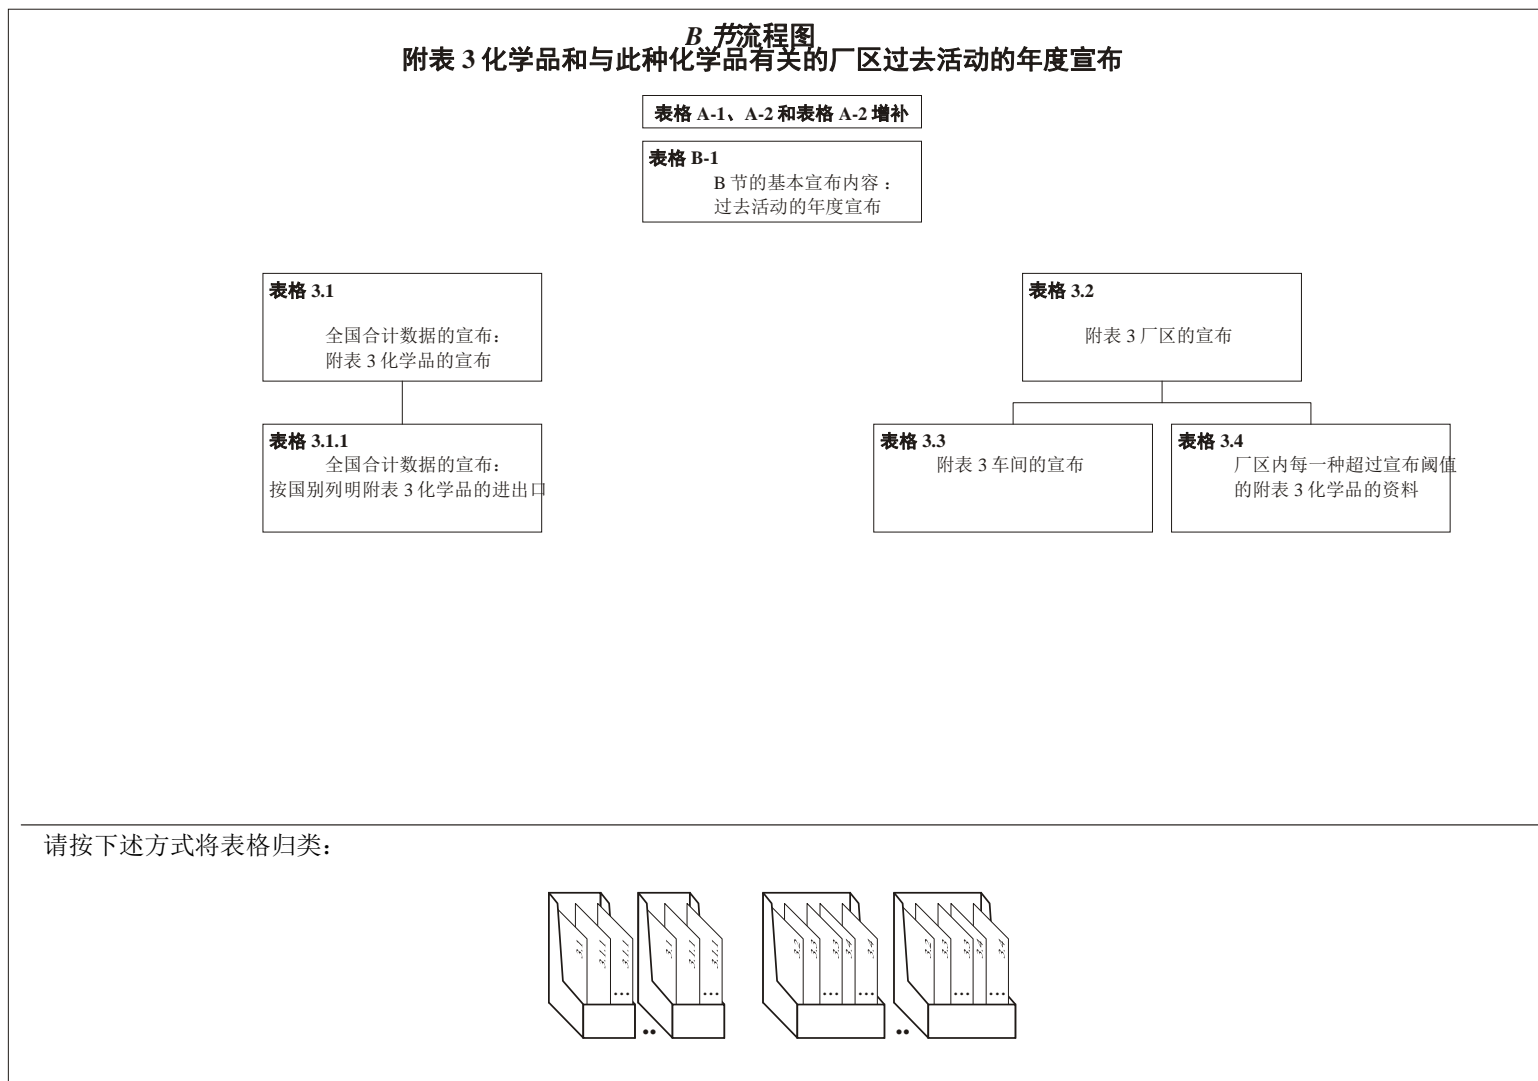 B 节流程图
附表 3 化学品和与此种化学品有关的厂区过去活动的年度宣布
表格 A-1、A-2 和表格 A-2 增补
表格 B-1
B 节的基本宣布内容：
过去活动的年度宣布
表格 3.1
全国合计数据的宣布：
附表 3 化学品的宣布
表格 3.2
附表 3 厂区的宣布
表格 3.1.1
全国合计数据的宣布：
按国别列明附表 3 化学品的进出口
表格 3.3
附表 3 车间的宣布
表格 3.4
厂区内每一种超过宣布阈值
的附表 3 化学品的资料
请按下述方式将表格归类：